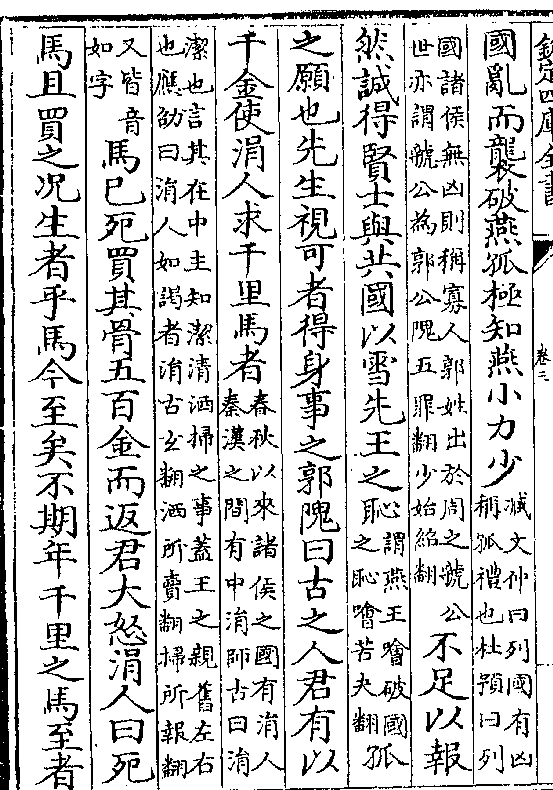 欽定四庫全書
卷三
國亂而襲破燕孤極知燕小力少
臧文仲曰列國有凶
稱孤禮也杜預曰列
國諸侯無凶則稱寡人郭姓出於周之虢公
世亦謂虢公為郭公隗五罪翻少始紹翻
不足以報
然誠得賢士與共國以雪先王之恥
謂燕王噲破國
之恥噲苦夬翻
孤
之願也先生視可者得身事之郭隗曰古之人君有以
千金使涓人求千里馬者
春秋以來諸侯之國有涓人
秦漢之間有中涓師古曰涓
潔也言其在中主知潔清洒掃之事蓋王之親舊左右
也應劭曰涓人如謁者涓古玄翻洒所賣翻掃所報翻
又皆音
如字
馬已死買其骨五百金而返君大怒涓人曰死
馬且買之况生者乎馬今至矣不期年千里之馬至者